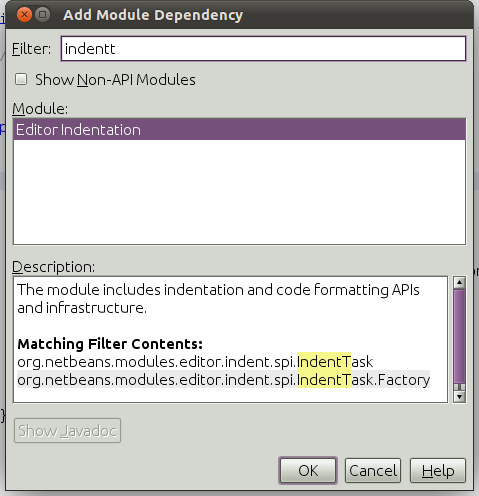 Add Module Dependency
Filter: indentt
Show Non-API Modules
Module:
Editor Indentation
Description:
The module includes indentation and code formatting APIs
and infrastructure.
Matching Filter Contents:
org.netbeans.modules.editor.indent.spi.IndentTask
org.netbeans.modules.editor.indent.spi.IndentTask.Factory
Show Javadoc
OK Cancel Help